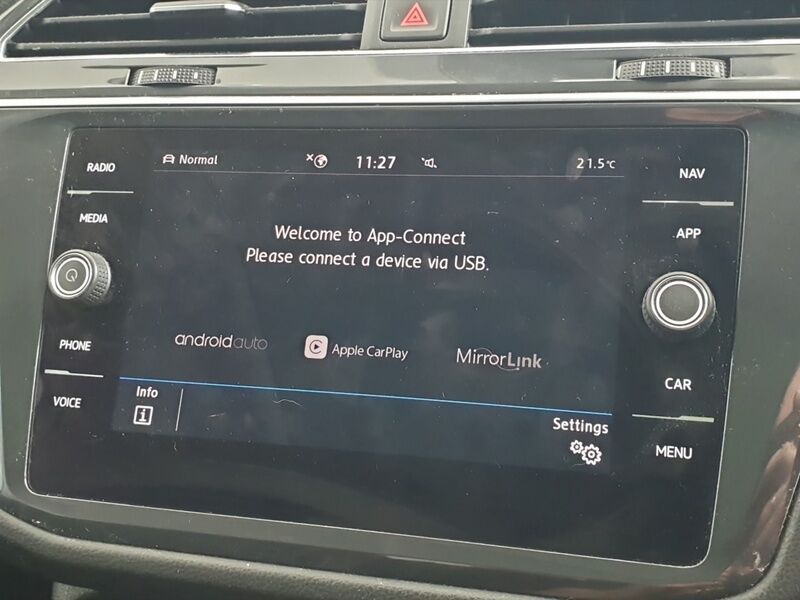 Normal
11:27
21.5°C
RADIO
MEDIA
PHONE
VOICE
Welcome to App-Connect
Please connect a device via USB.
androidauto
Apple CarPlay
MirrorLink
Info
i
Settings
NAV
APP
CAR
MENU